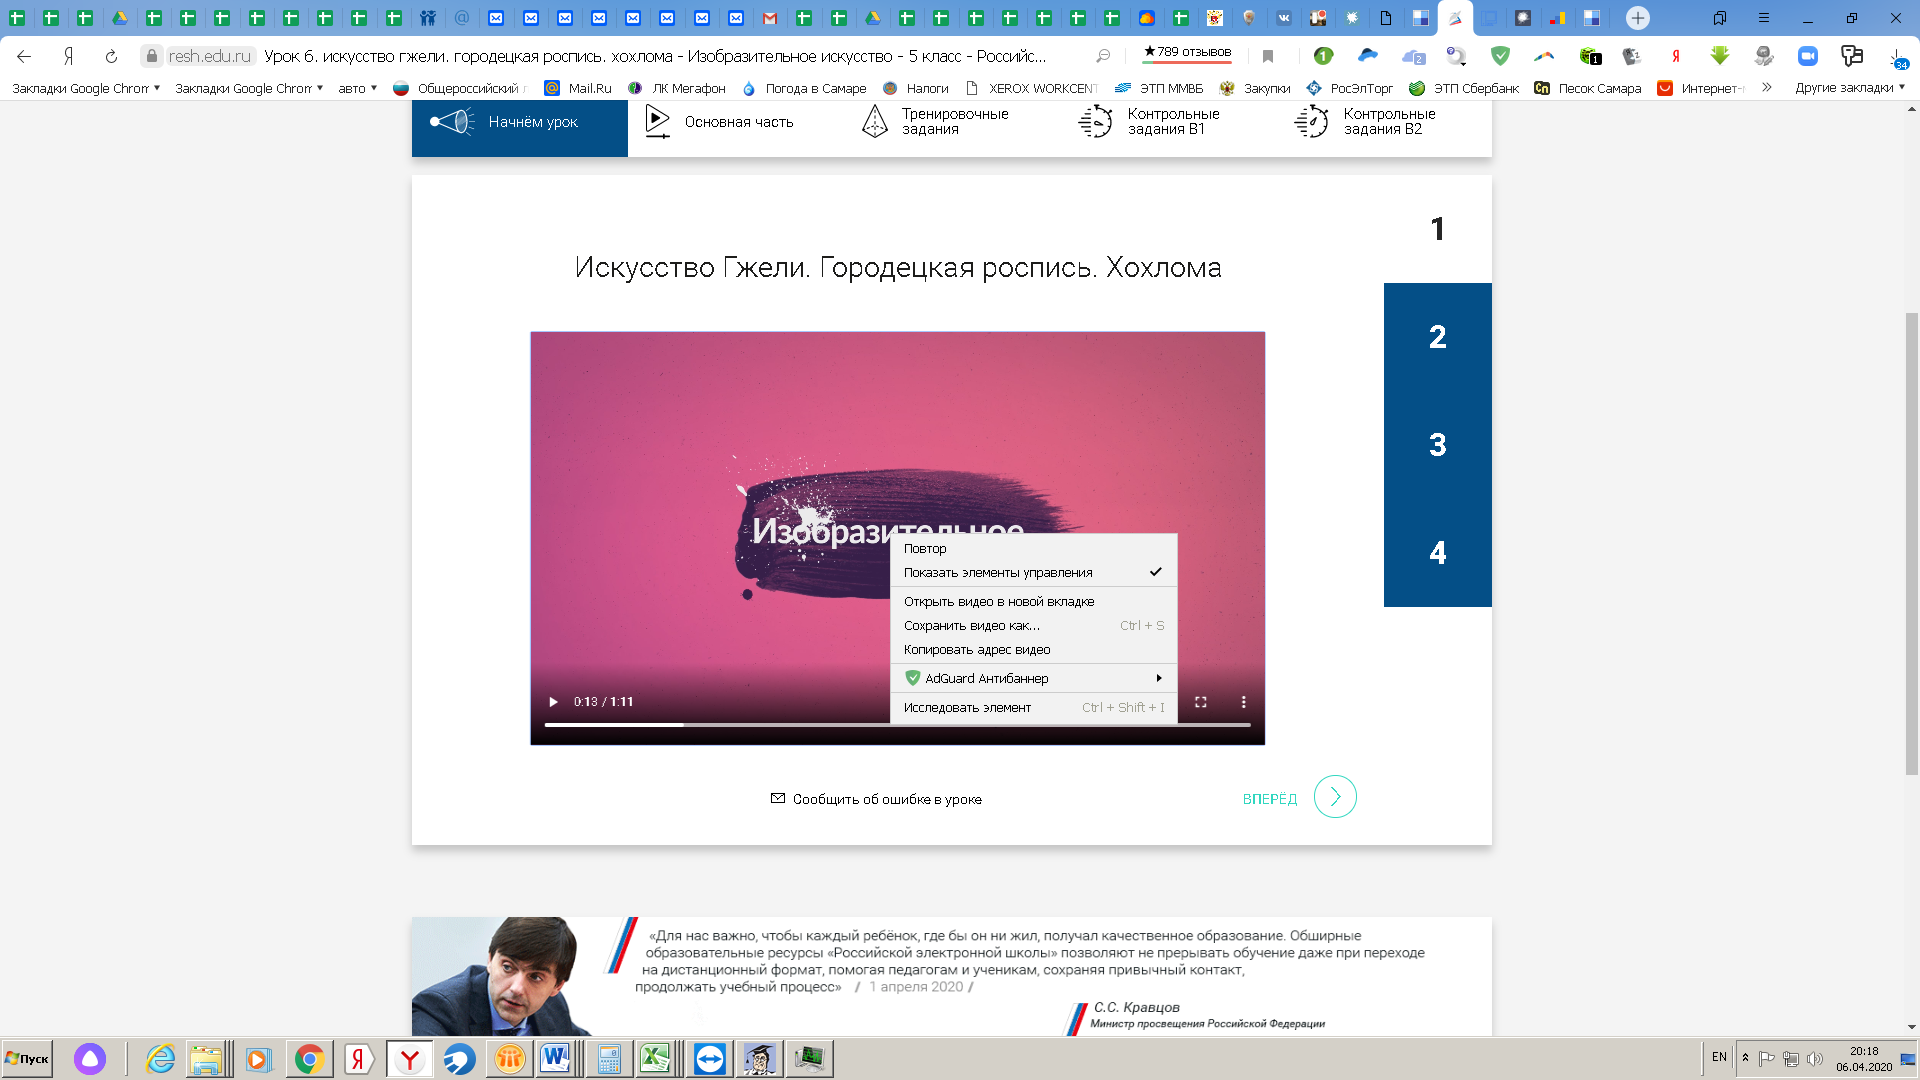 resh.edu.ru Урок 6. искусство гжели. городецкая роспись. хохлома - Изобразительное искусство - 5 класс - Российс...
★789 отзывов
1
2
1
34
Закладки Google Chrom
Закладки Google Chrom
авто
Общероссийский
Mail.Ru
ЛК Мегафон
Погода в Самаре
Налоги
XEROX WORKCENT
ЭТП ММВБ
Закупки
РосЭлТорг
ЭТП Сбербанк
Песок Самара
Интернет-
Другие закладки
Начнём урок
Основная часть
Тренировочные
задания
Контрольные
задания В1
Контрольные
задания В2
1
Искусство Гжели. Городецкая роспись. Хохлома
2
3
4
Изобразительное
Повтор
Показать элементы управления
Открыть видео в новой вкладке
Сохранить видео как... Ctrl + S
Копировать адрес видео
AdGuard Антибаннер
Исследовать элемент Ctrl + Shift + I
0:13 / 1:11
Сообщить об ошибке в уроке
ВПЕРЁД
«Для нас важно, чтобы каждый ребёнок, где бы он ни жил, получал качественное образование. Обширные
образовательные ресурсы «Российской электронной школы» позволяют не прерывать обучение даже при переходе
на дистанционный формат, помогая педагогам и ученикам, сохраняя привычный контакт,
продолжать учебный процесс» / 1 апреля 2020 /
С.С. Кравцов
Министр просвещения Российской Федерации
Пуск
EN
20:18
06.04.2020